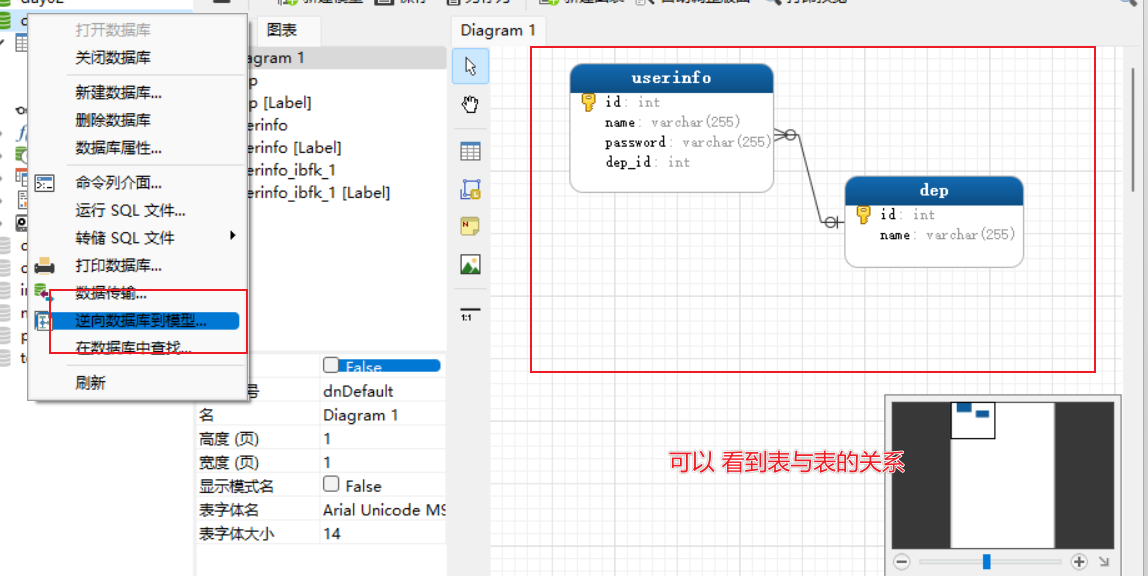 打开数据库
关闭数据库
新建数据库...
删除数据库
数据库属性...
命令列介面...
运行 SQL 文件...
转储 SQL 文件
打印数据库...
数据传输...
逆向数据库到模型...
在数据库中查找...
刷新
图表
agram 1
p
p [Label]
erinfo
erinfo [Label]
erinfo_ibfk_1
erinfo_ibfk_1 [Label]
False
号
dnDefault
名
Diagram 1
高度 (页)
1
宽度 (页)
1
显示模式名
False
表字体名
Arial Unicode MS
表字体大小
14
Diagram 1
1:1
userinfo
id: int
name: varchar(255)
password: varchar(255)
dep_id: int
dep
id: int
name: varchar(255)
可以 看到表与表的关系